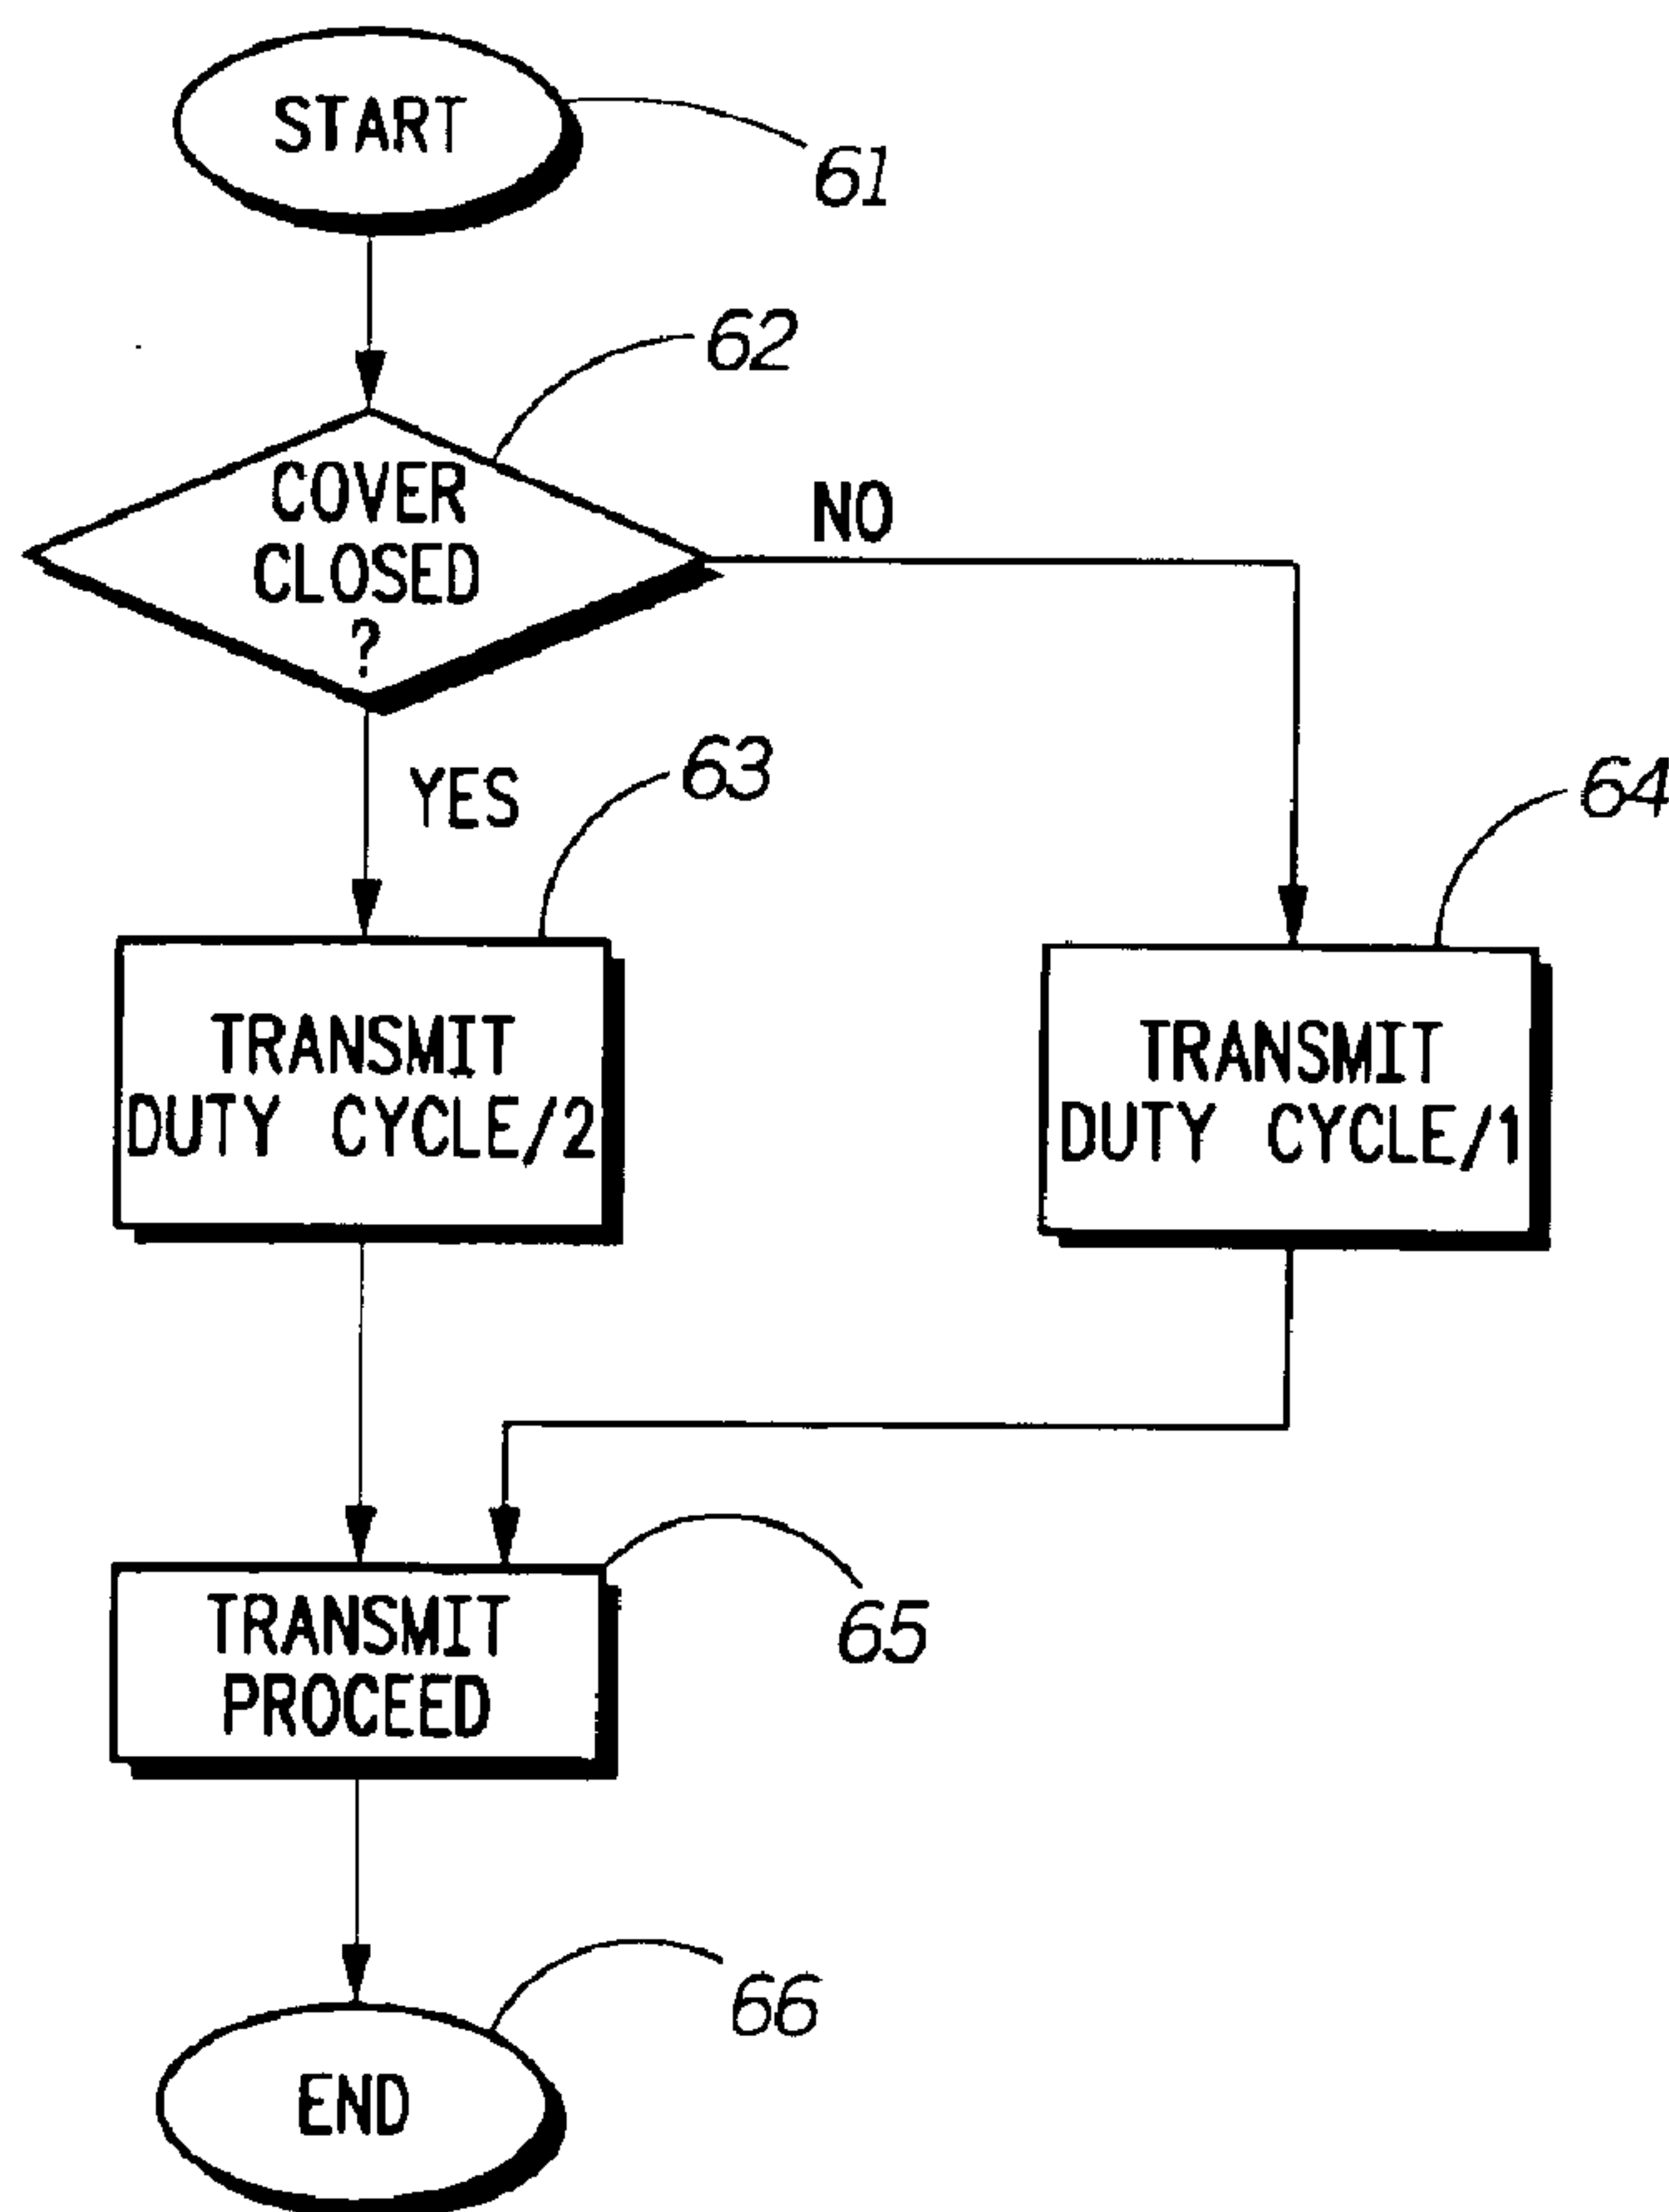 START
61
62
COVER
CLOSED
?
NO
YES
63
64
TRANSMIT
DUTY CYCLE/2
TRANSMIT
DUTY CYCLE/1
TRANSMIT
PROCEED
65
66
END